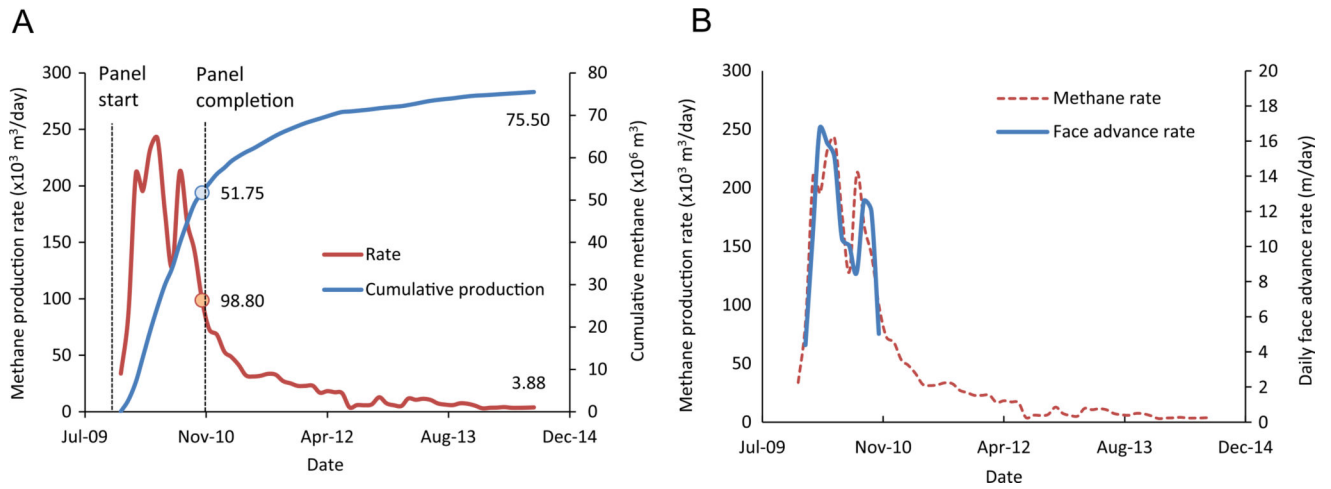 A
Methane production rate (x10³ m³/day)
300
250
200
150
100
50
0
Panel
start
Panel
completion
51.75
98.80
75.50
3.88
Rate
Cumulative production
80
70
60
50
40
30
20
10
0
Cumulative methane (x10⁶ m³)
Jul-09
Nov-10
Apr-12
Aug-13
Dec-14
Date
B
Methane production rate (x10³ m³/day)
300
250
200
150
100
50
0
Methane rate
Face advance rate
20
18
16
14
12
10
8
6
4
2
0
Daily face advance rate (m/day)
Jul-09
Nov-10
Apr-12
Aug-13
Dec-14
Date